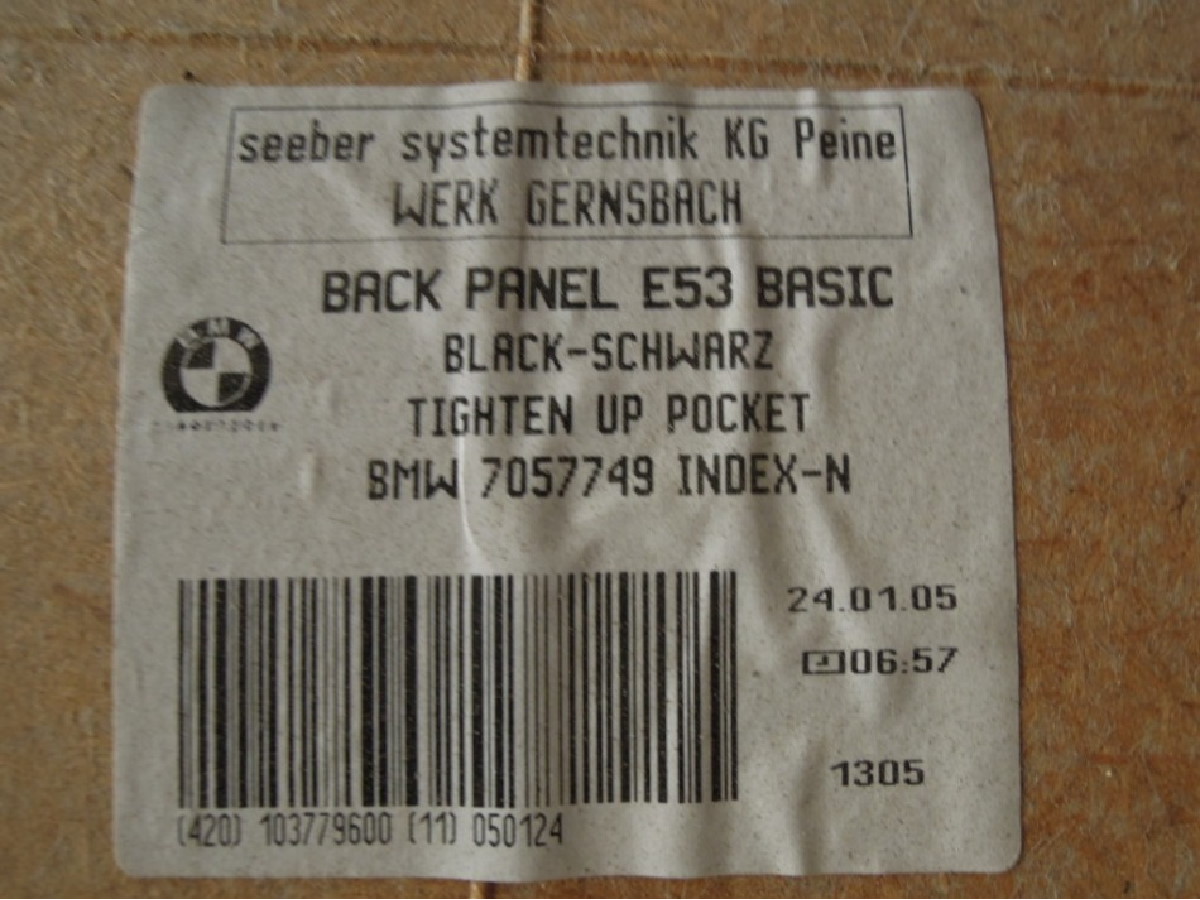 seeber systemtechnik KG Peine
WERK GERNSBACH
BACK PANEL E53 BASIC
BLACK-SCHWARZ
BMW
TIGHTEN UP POCKET
BMW 7057749 INDEX-N
24.01.05
06:57
1305
(420) 103779600 (11) 050124